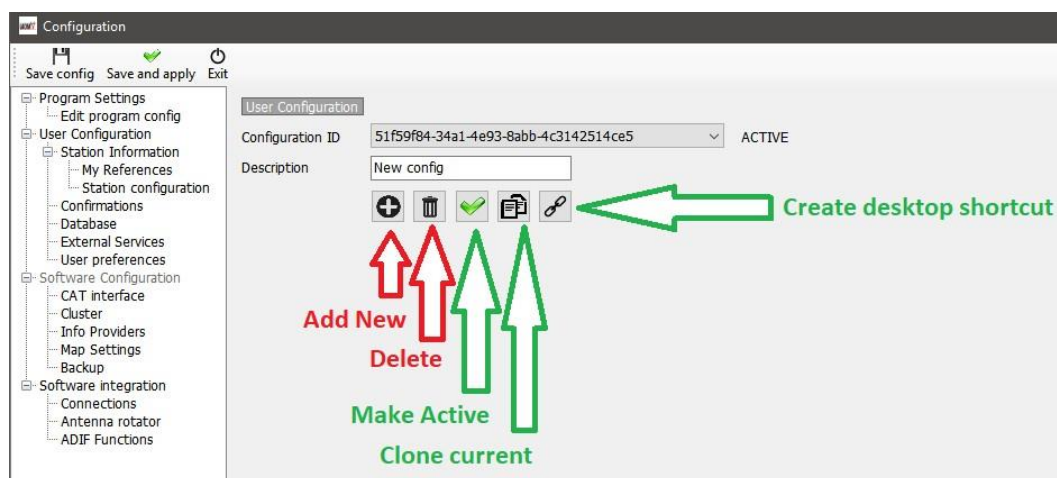 Configuration
Save config Save and apply Exit
Program Settings
Edit program config
User Configuration
Station Information
My References
Station configuration
Confirmations
Database
External Services
User preferences
Software Configuration
CAT interface
Cluster
Info Providers
Map Settings
Backup
Software integration
Connections
Antenna rotator
ADIF Functions
User Configuration
Configuration ID 51f59f84-34a1-4e93-8abb-4c3142514ce5 ACTIVE
Description New config
Create desktop shortcut
Add New
Delete
Make Active
Clone current